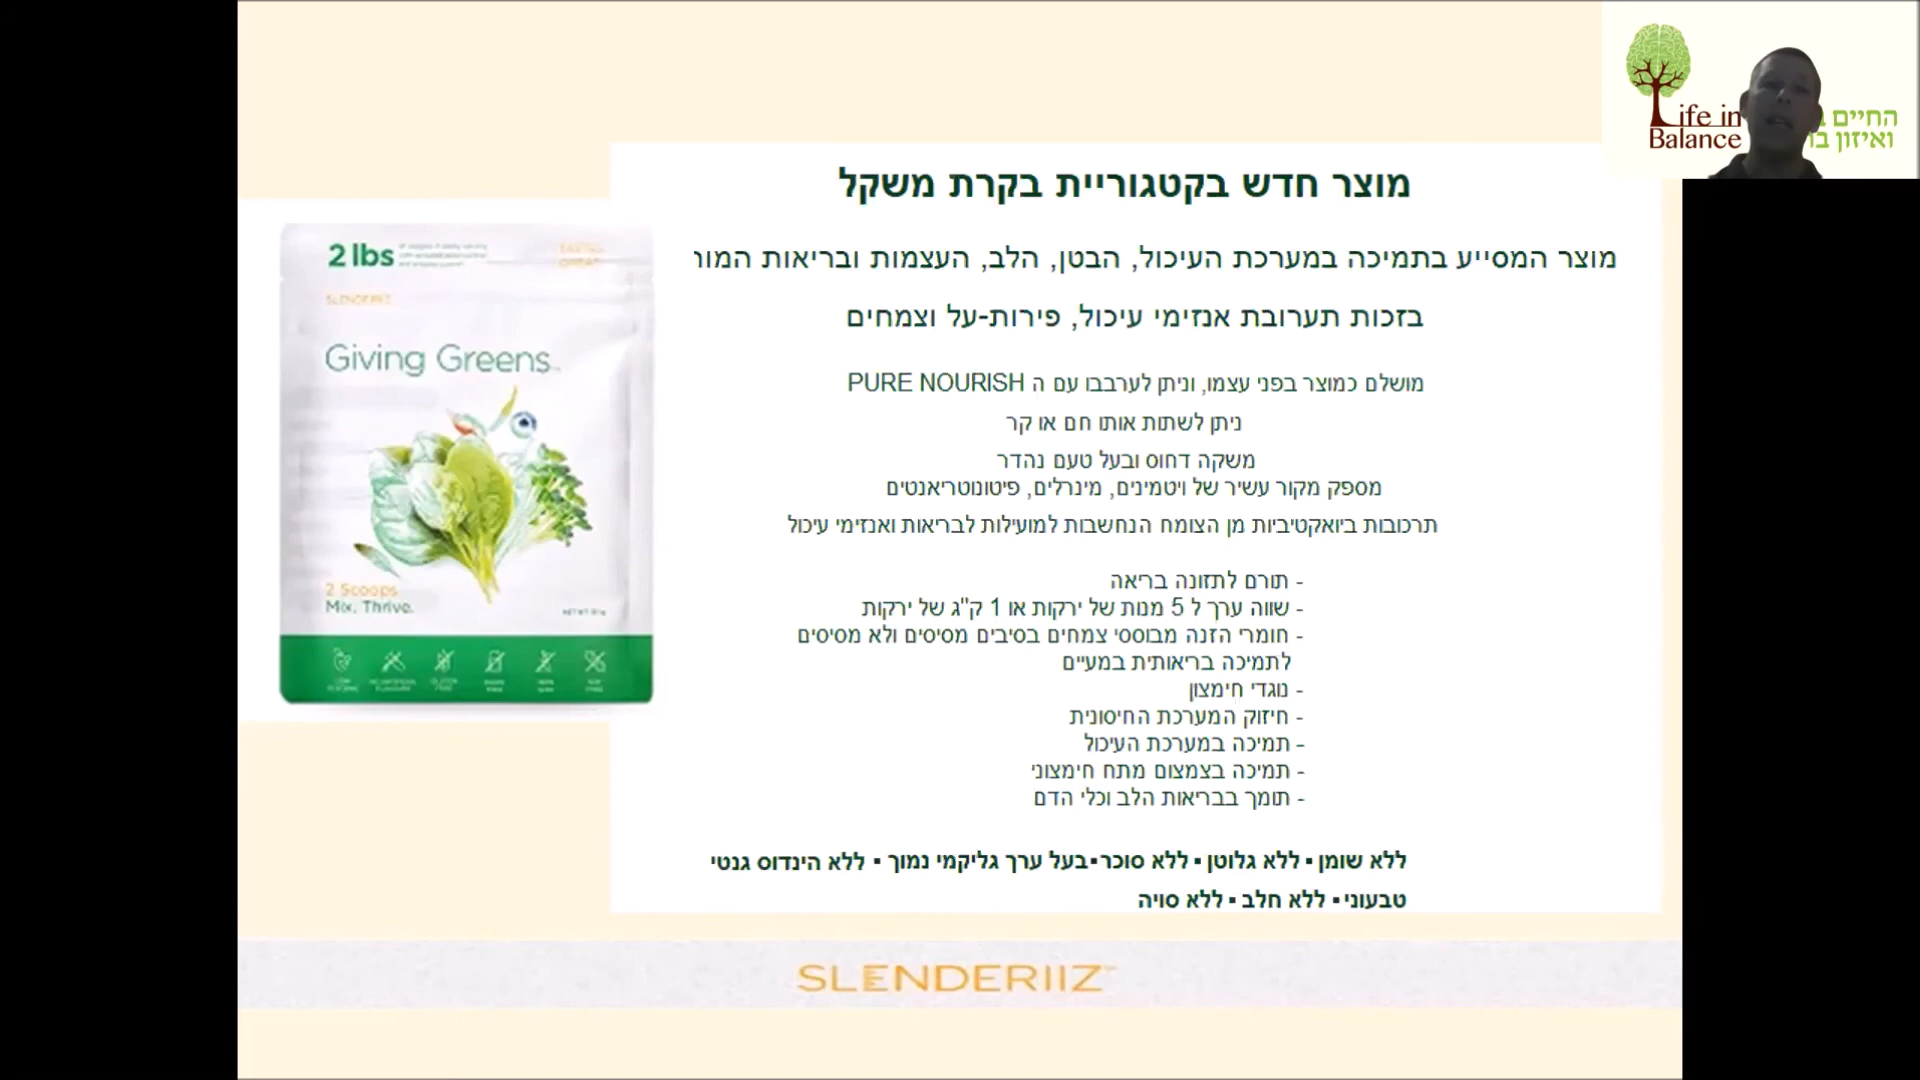 Life in
Balance
החיים
ואיזון
מוצר חדש בקטגוריית בקרת משקל
מוצר המסייע בתמיכה במערכת העיכול, הבטן, הלב, העצמות ובריאות
בזכות תערובת אנזימי עיכול, פירות-על וצמחים
מושלם כמוצר בפני עצמו, וניתן לערבבו עם ה PURE NOURISH
ניתן לשתות אותו חם או קר
משקה דחוס ובעל טעם נהדר
מספק מקור עשיר של ויטמינים, מינרלים, פיטונוטריאנטים
תרכובות ביואקטיביות מן הצומח הנחשבות למועילות לבריאות ואנזימי עיכול
- תורם לתזונה בריאה
- שווה ערך ל 5 מנות של ירקות או 1 ק"ג של ירקות
- חומרי הזנה מבוססי צמחים בסיבים מסיסים ולא מסיסים
לתמיכה בריאותית במעיים
- נוגדי חימצון
- חיזוק המערכת החיסונית
- תמיכה במערכת העיכול
- תמיכה בצמצום מתח חימצוני
- תומך בבריאות הלב וכלי הדם
ללא שומן ▪ ללא גלוטן ▪ ללא סוכר ▪ בעל ערך גליקמי נמוך ▪ ללא הינדוס גנטי
טבעוני ▪ ללא חלב ▪ ללא סויה
2 lbs
SLENDERIIZ
Giving Greens
2 Scoops
Mix. Thrive.
SLENDERIIZ™